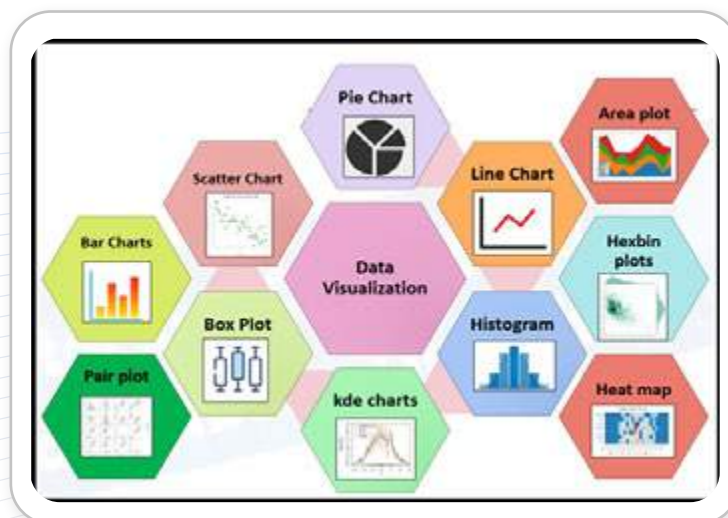 Pie Chart
Area plot
Scatter Chart
Line Chart
Bar Charts
Data
Visualization
Hexbin
plots
Box Plot
Histogram
Pair plot
kde charts
Heat map